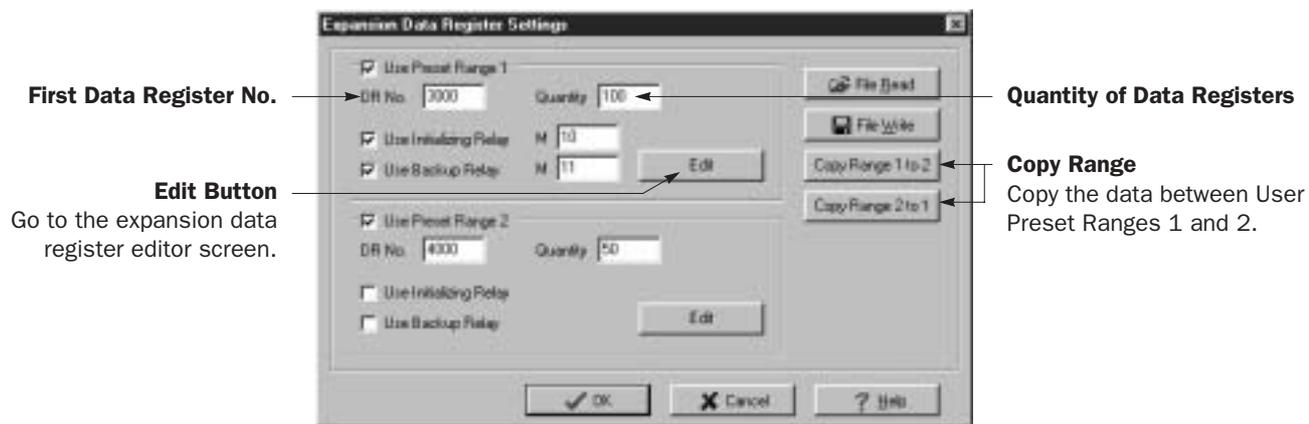 Expansion Data Register Settings
Use Preset Range 1
First Data Register No.
DR No. 3000 Quantity 100
Quantity of Data Registers
Use Initializing Relay M 10
Use Backup Relay M 11
Edit
Edit Button
Go to the expansion data
register editor screen.
Use Preset Range 2
DR No. 4000 Quantity 50
Use Initializing Relay
Use Backup Relay
Edit
File Read
File Write
Copy Range 1 to 2
Copy Range 2 to 1
Copy Range
Copy the data between User
Preset Ranges 1 and 2.
OK Cancel ? Help